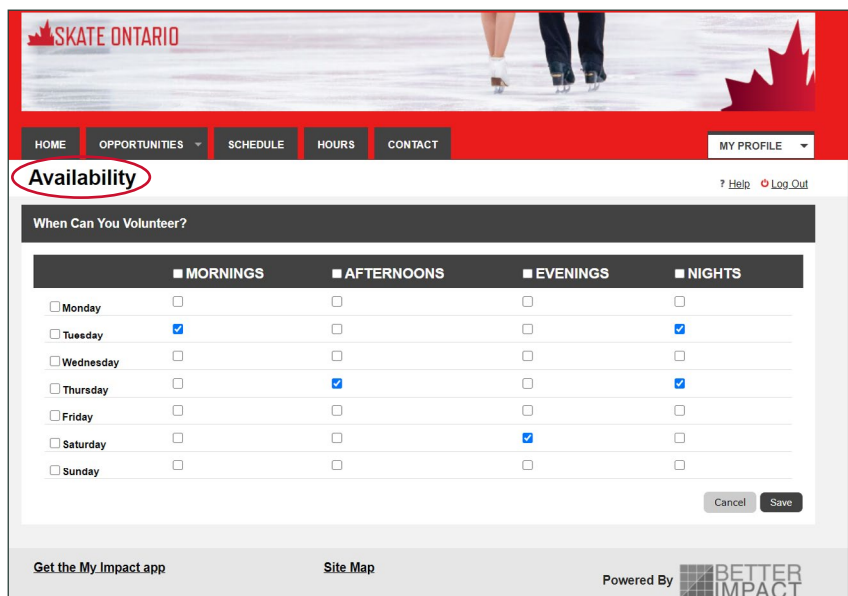 SKATE ONTARIO
HOME OPPORTUNITIES SCHEDULE HOURS CONTACT MY PROFILE
Availability
? Help Log Out
When Can You Volunteer?
MORNINGS AFTERNOONS EVENINGS NIGHTS
Monday
Tuesday
Wednesday
Thursday
Friday
Saturday
Sunday
Cancel Save
Get the My Impact app Site Map
Powered By BETTER
IMPACT